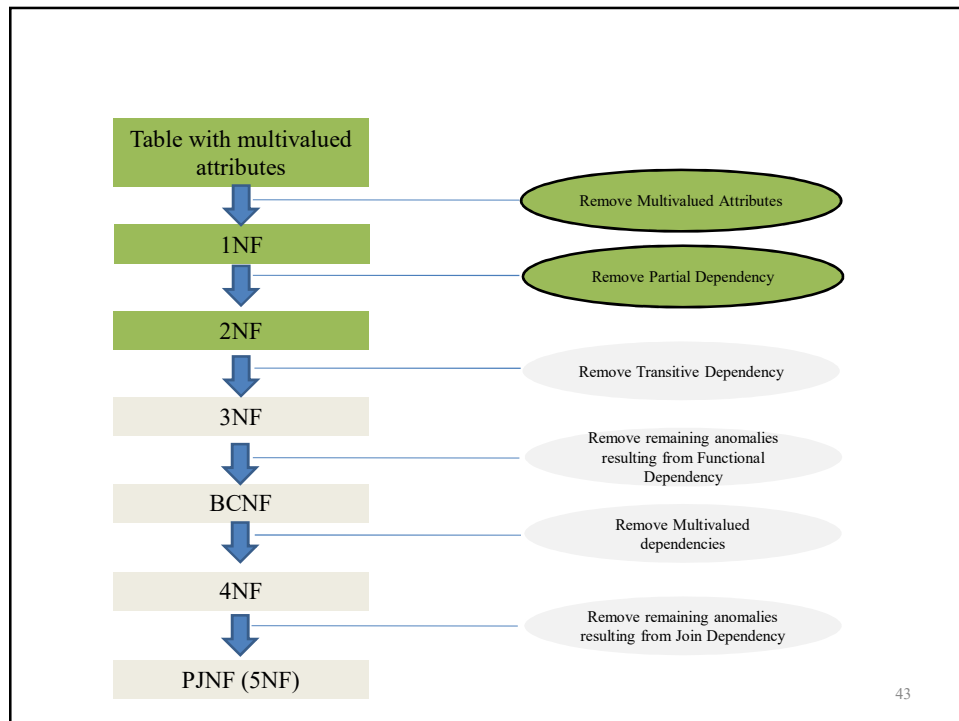 Table with multivalued
attributes
Remove Multivalued Attributes
1NF
Remove Partial Dependency
2NF
Remove Transitive Dependency
3NF
Remove remaining anomalies
resulting from Functional
Dependency
BCNF
Remove Multivalued
dependencies
4NF
Remove remaining anomalies
resulting from Join Dependency
PJNF (5NF)
43